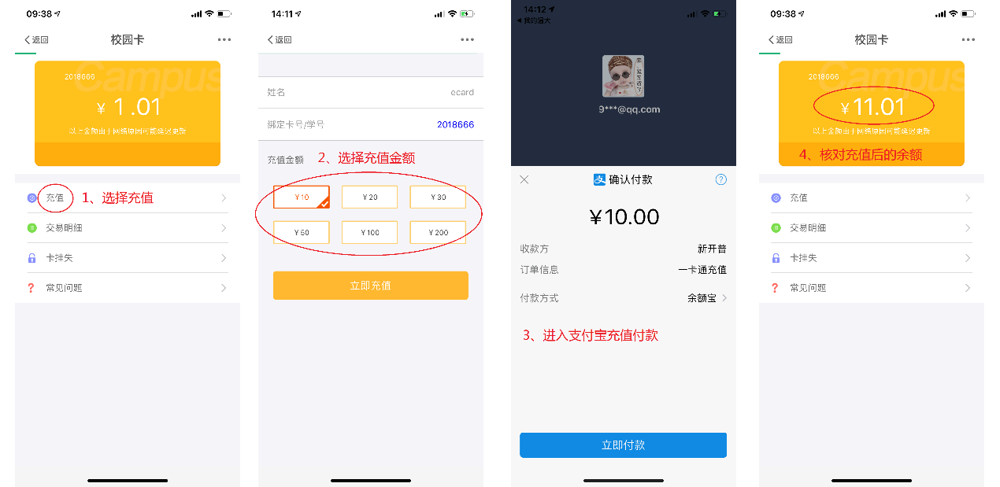 09:38
返回
校园卡
Campus
2018666
¥ 1.01
以上金额由于网络原因可能延迟更新
充值
1、选择充值
交易明细
卡挂失
? 常见问题
14:11
返回
姓名 ecard
绑定卡号/学号 2018666
充值金额
2、选择充值金额
¥10 ¥20 ¥30
¥50 ¥100 ¥200
立即充值
14:12
我的温大
9***@qq.com
支 确认付款 ?
¥10.00
收款方 新开普
订单信息 一卡通充值
付款方式 余额宝
3、进入支付宝充值付款
立即付款
09:38
返回
校园卡
Campus
2018666
¥11.01
以上金额由于网络原因可能延迟更新
4、核对充值后的余额
充值
交易明细
卡挂失
? 常见问题